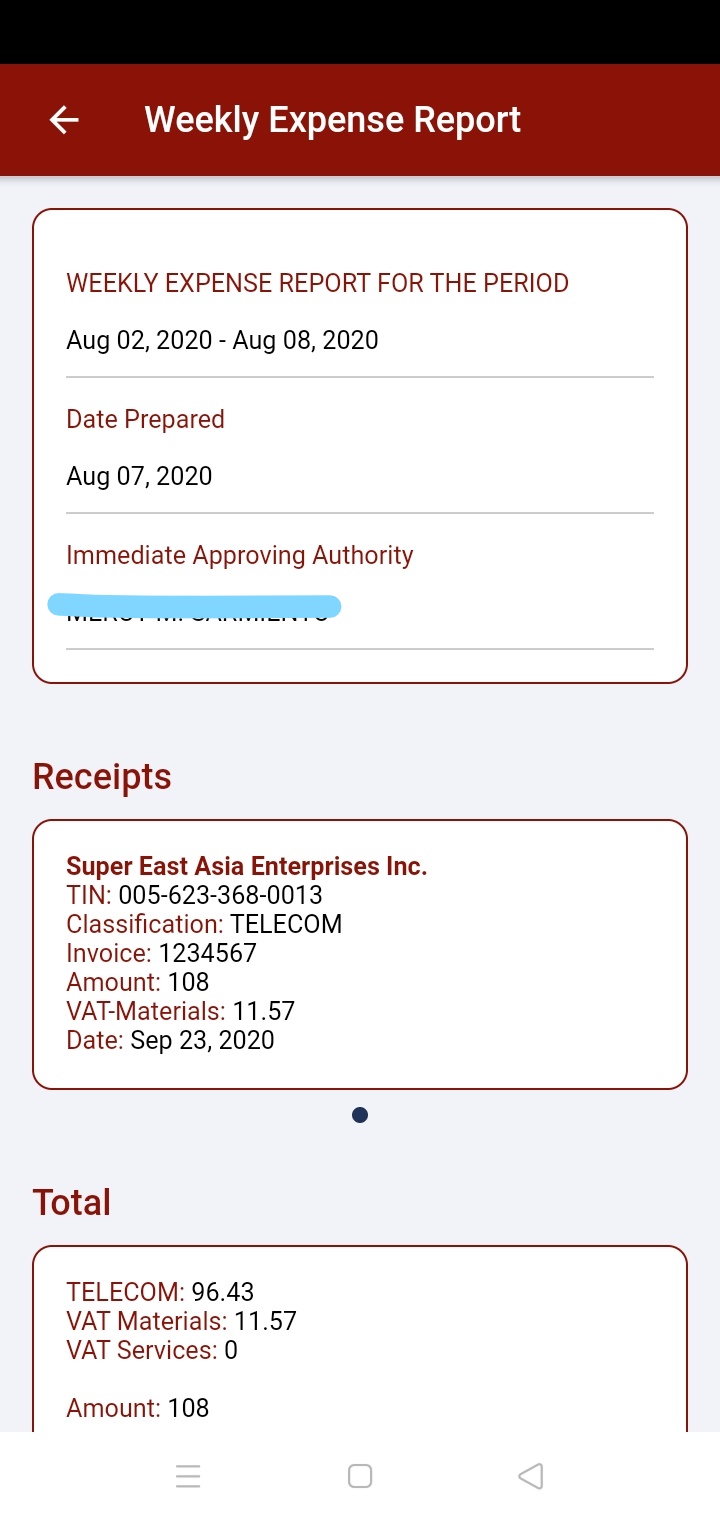 Weekly Expense Report
WEEKLY EXPENSE REPORT FOR THE PERIOD
Aug 02, 2020 - Aug 08, 2020
Date Prepared
Aug 07, 2020
Immediate Approving Authority
Receipts
Super East Asia Enterprises Inc.
TIN: 005-623-368-0013
Classification: TELECOM
Invoice: 1234567
Amount: 108
VAT-Materials: 11.57
Date: Sep 23, 2020
Total
TELECOM: 96.43
VAT Materials: 11.57
VAT Services: 0
Amount: 108